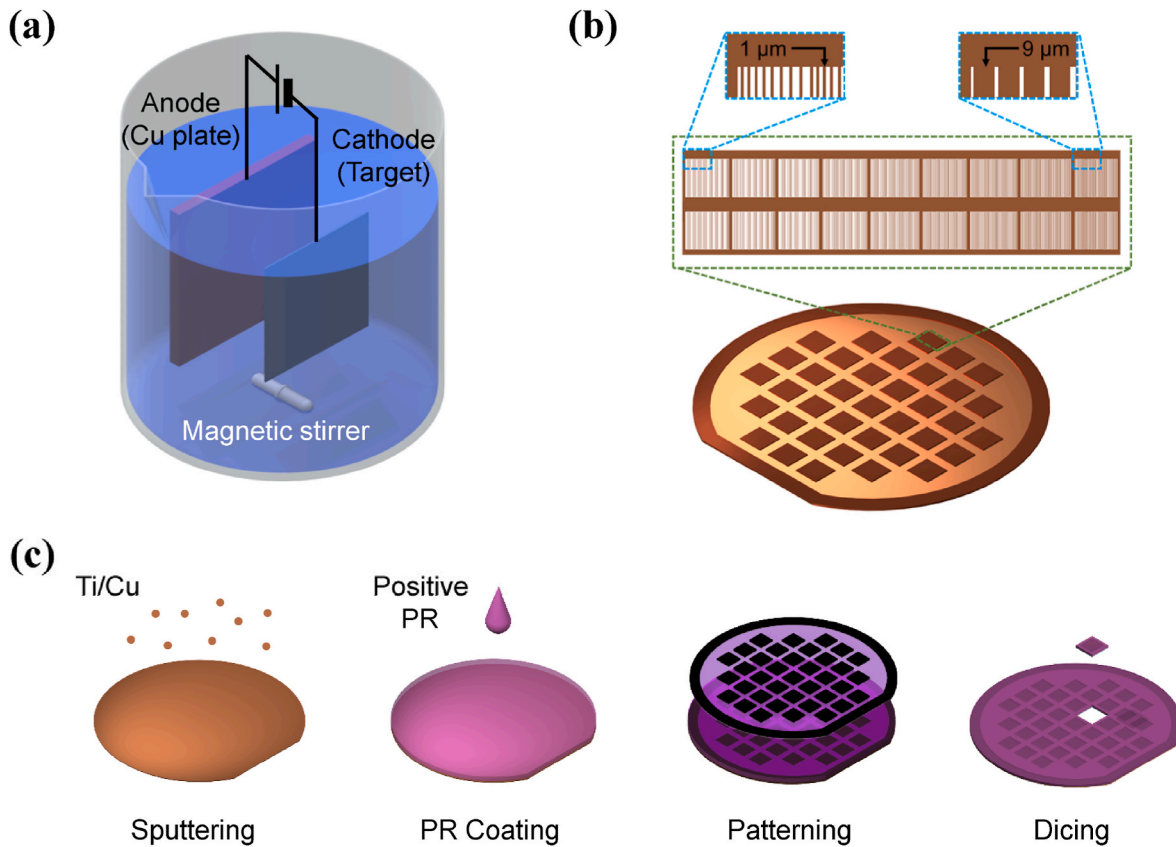 (a)
Anode
(Cu plate)
Cathode
(Target)
Magnetic stirrer
(b)
1 µm
9 µm
(c)
Ti/Cu
Positive
PR
Sputtering
PR Coating
Patterning
Dicing